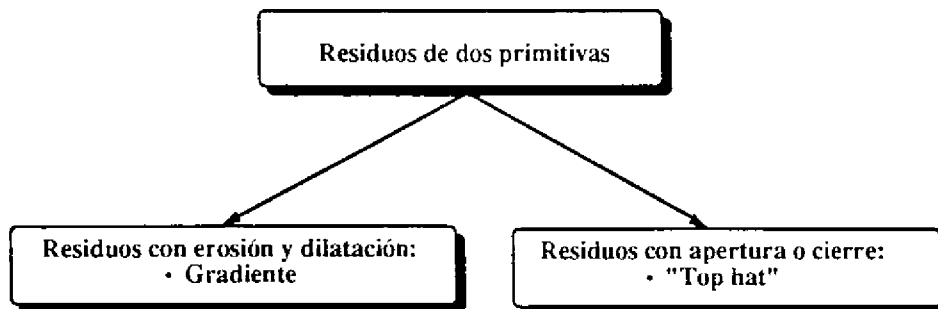 Residuos de dos primitivas
Residuos con erosión y dilatación:
• Gradiente
Residuos con apertura o cierre:
• "Top hat"